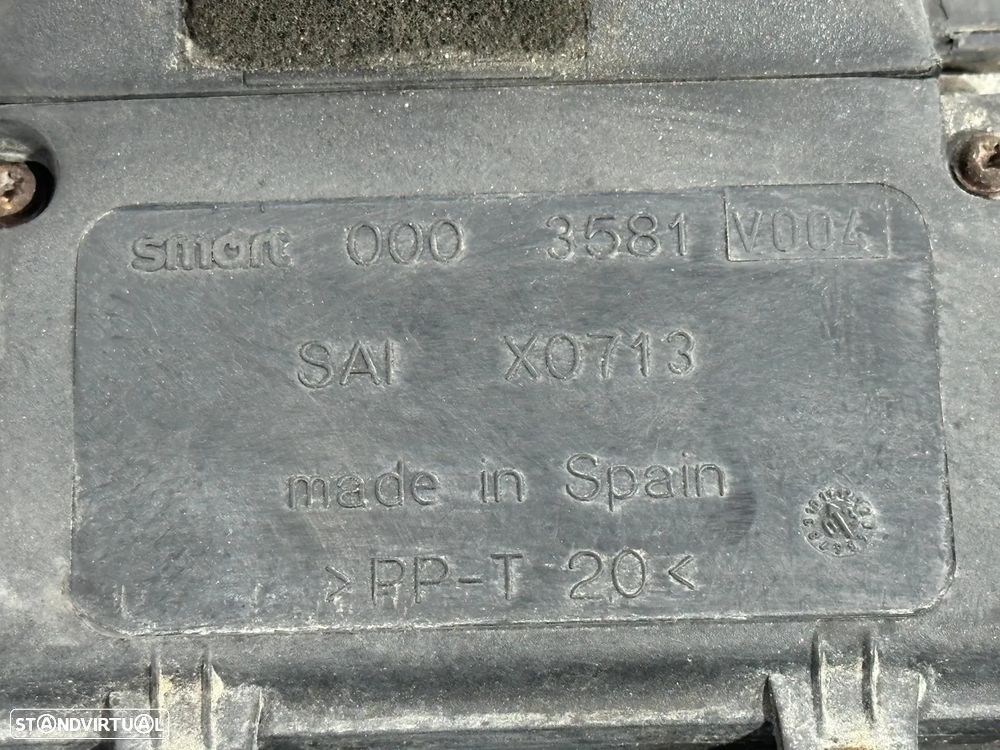 smart 000 3581 V004
SAI X0713
made in Spain
>PP-T 20<
STANDVIRTUAL